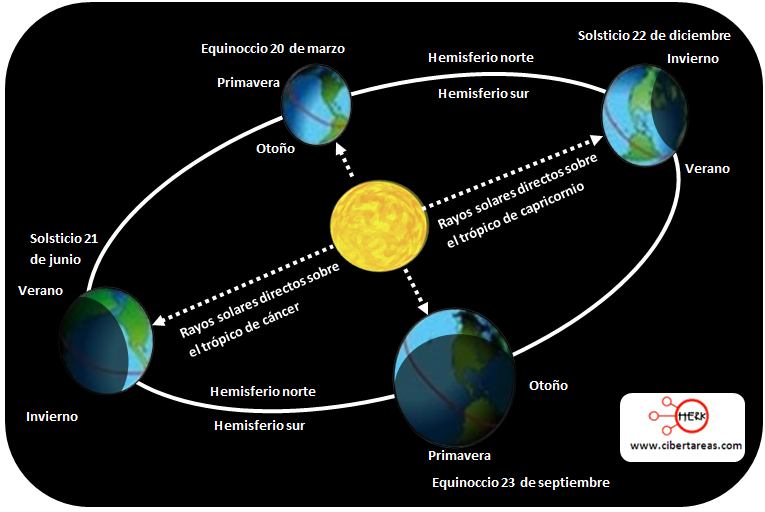 Equinoccio 20 de marzo
Primavera
Otoño
Hemisferio norte
Hemisferio sur
Solsticio 22 de diciembre
Invierno
Verano
Rayos solares directos sobre
el trópico de capricornio
Solsticio 21
de junio
Verano
Invierno
Rayos solares directos sobre
el trópico de cáncer
Hemisferio norte
Hemisferio sur
Otoño
Primavera
Equinoccio 23 de septiembre
HERK
www.cibertareas.com